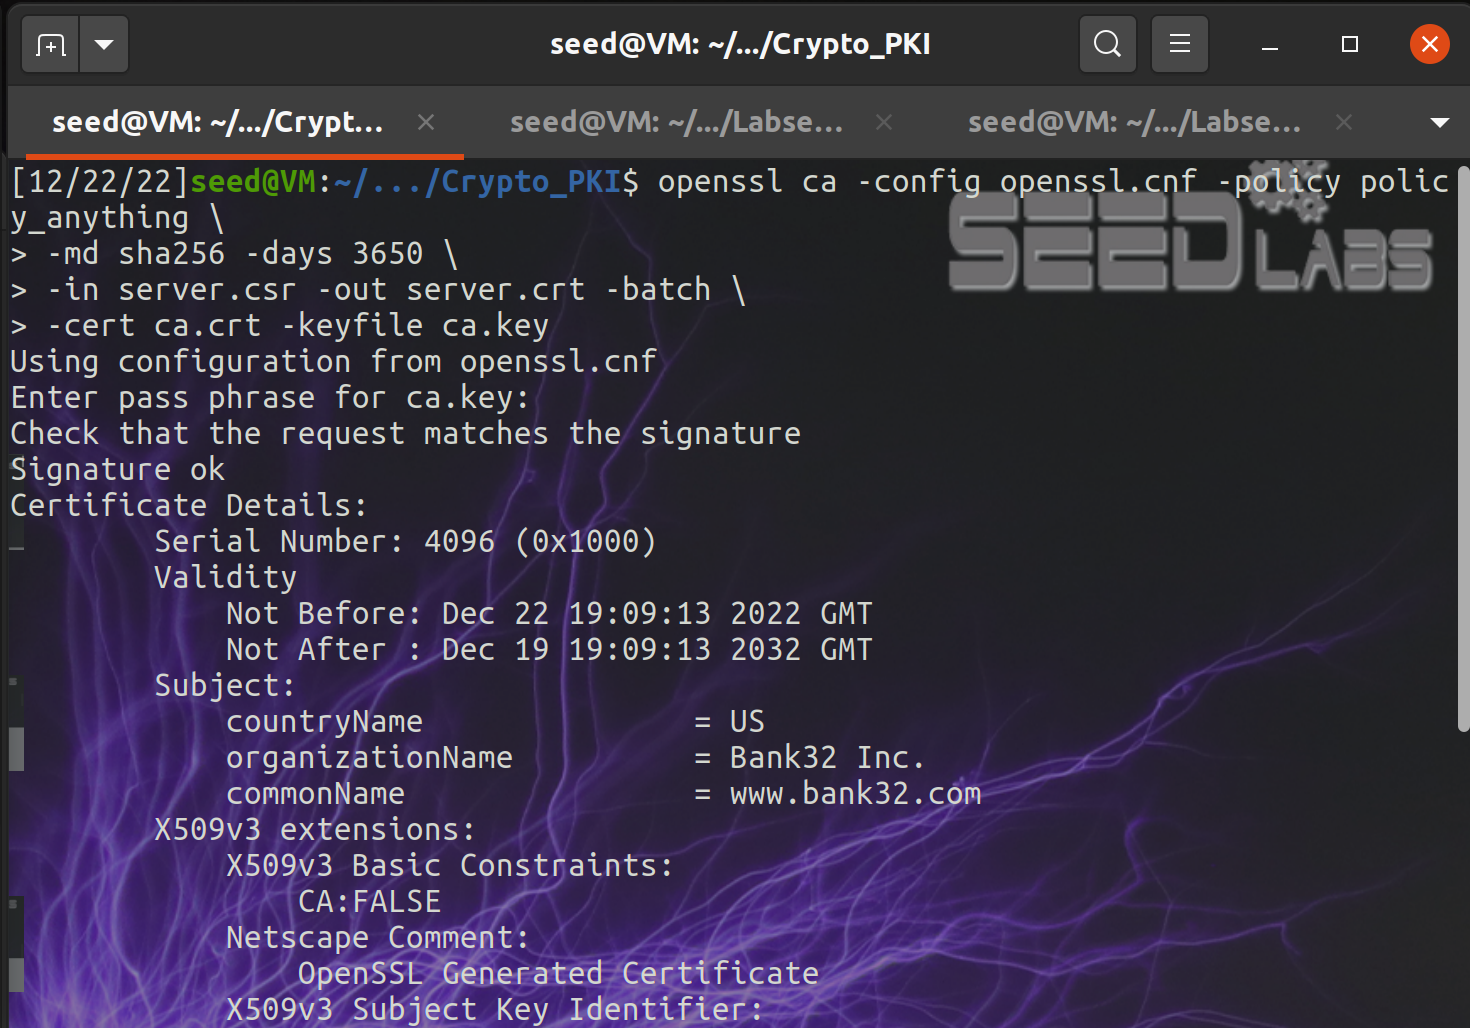 seed@VM: ~/.../Crypto_PKI
seed@VM: ~/.../Crypt... seed@VM: ~/.../Labse... seed@VM: ~/.../Labse...
[12/22/22]seed@VM:~/.../Crypto_PKI$ openssl ca -config openssl.cnf -policy polic
y_anything \
> -md sha256 -days 3650 \
> -in server.csr -out server.crt -batch \
> -cert ca.crt -keyfile ca.key
SEED LABS
Using configuration from openssl.cnf
Enter pass phrase for ca.key:
Check that the request matches the signature
Signature ok
Certificate Details:
        Serial Number: 4096 (0x1000)
        Validity
            Not Before: Dec 22 19:09:13 2022 GMT
            Not After : Dec 19 19:09:13 2032 GMT
        Subject:
            countryName               = US
            organizationName          = Bank32 Inc.
            commonName                = www.bank32.com
        X509v3 extensions:
            X509v3 Basic Constraints:
                CA:FALSE
            Netscape Comment:
                OpenSSL Generated Certificate
            X509v3 Subject Key Identifier: